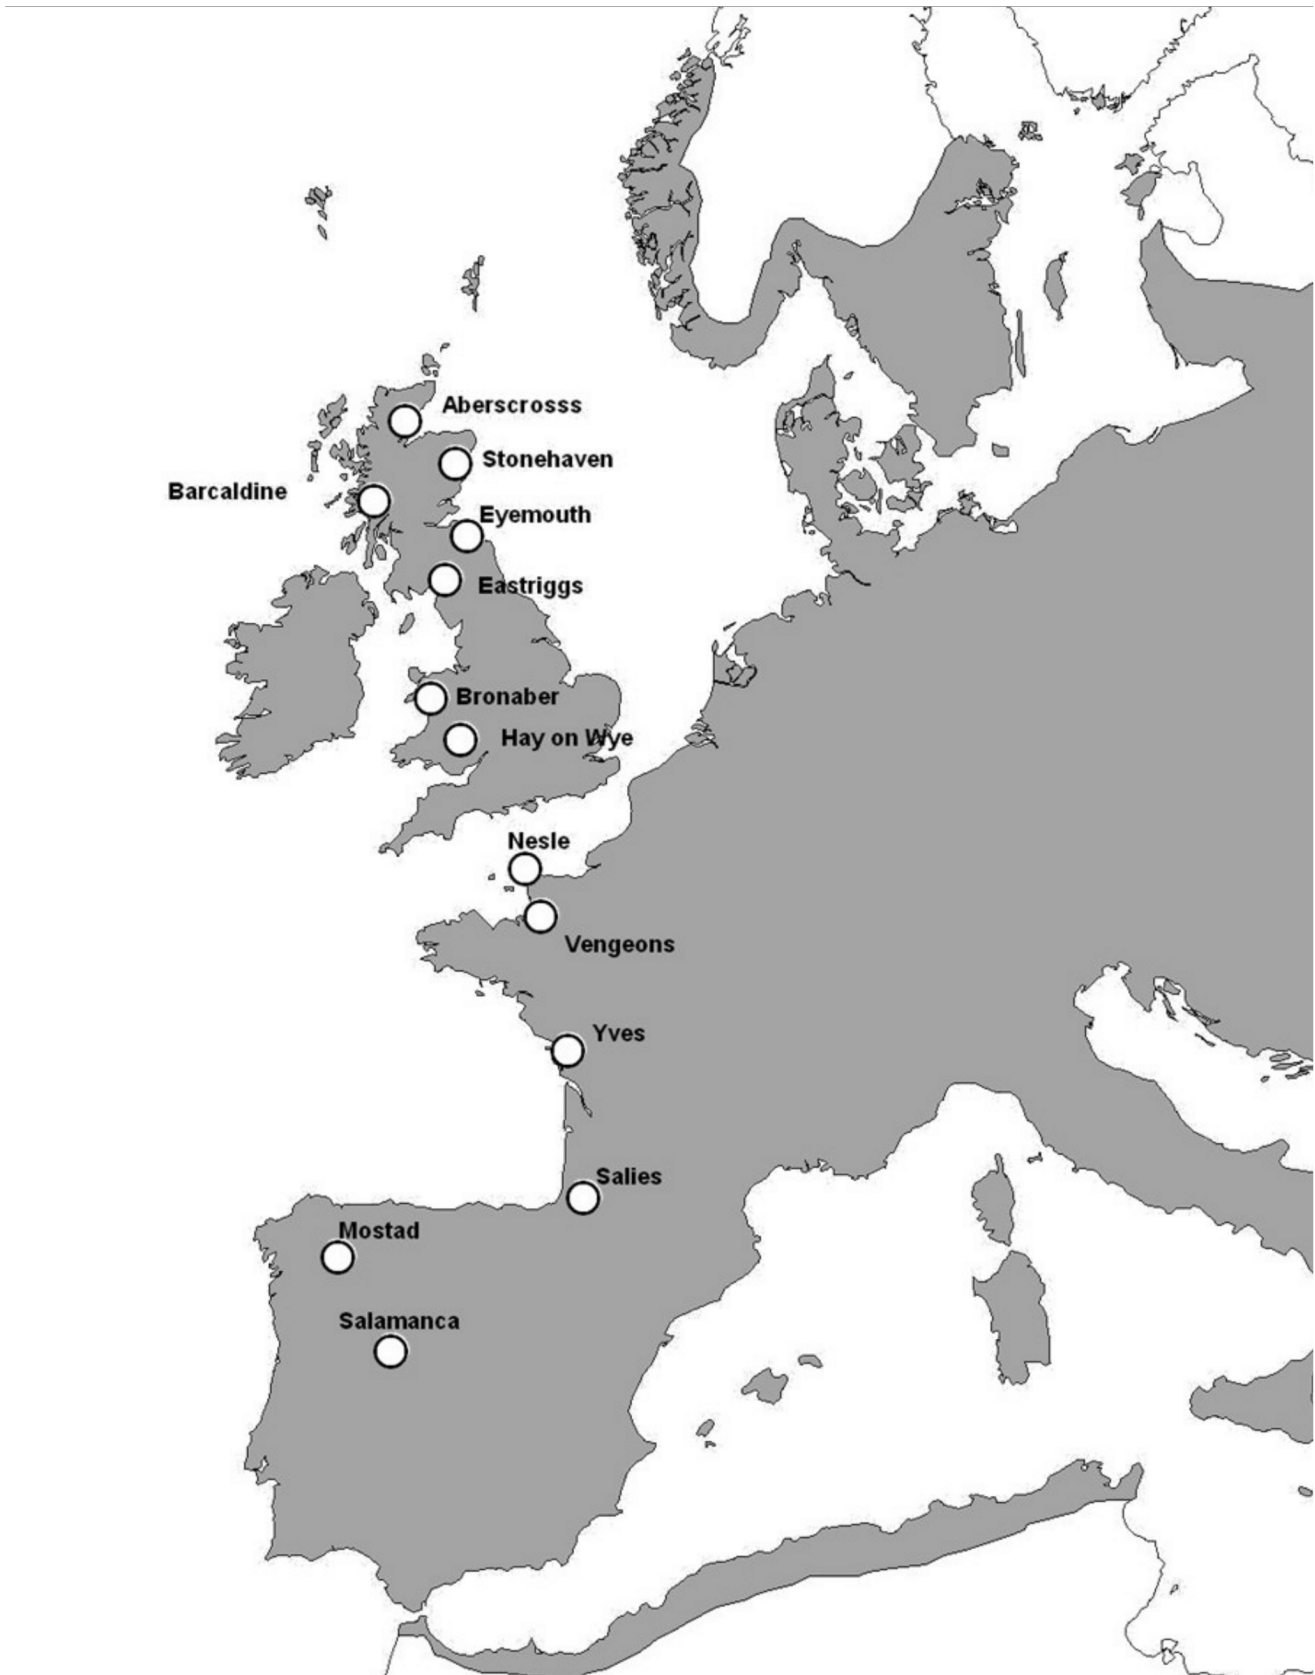 Aberscrosss
Stonehaven
Barcaldine
Eyemouth
Eastriggs
Bronaber
Hay on Wye
Nesle
Vengeons
Yves
Salies
Mostad
Salamanca